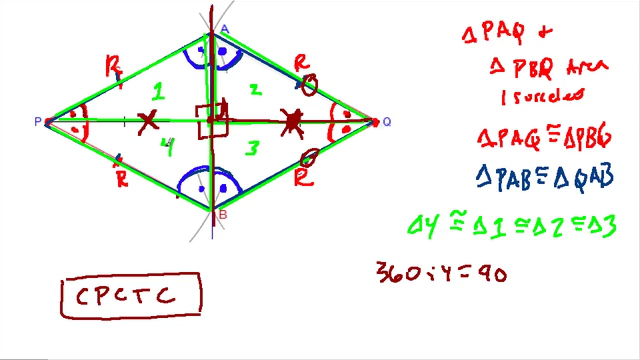 A
R
R
1
2
P
Q
4
3
R
R
B
ΔPAQ +
ΔPBQ Are
Isosceles
ΔPAQ ≅ ΔPBQ
ΔPAB ≅ ΔQAB
Δ4 ≅ Δ1 ≅ Δ2 ≅ Δ3
360 ÷ 4 = 90
CPCTC